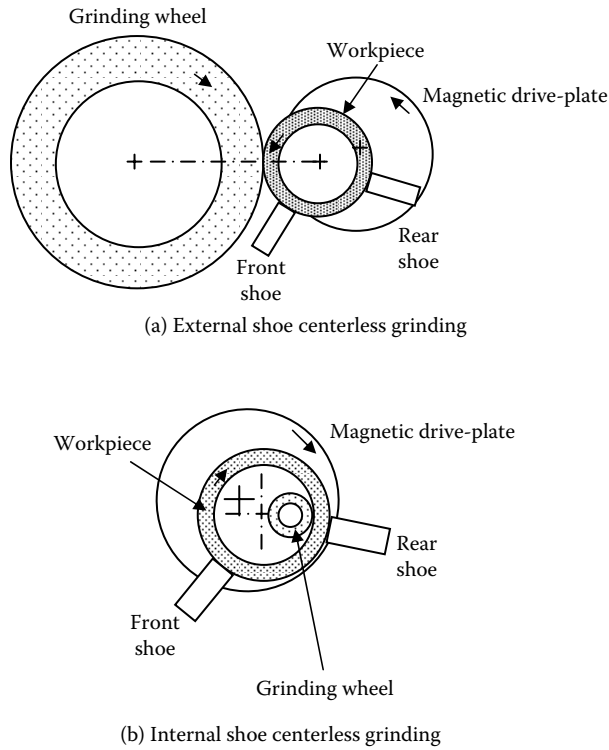 Grinding wheel
Workpiece
Magnetic drive-plate
Rear
shoe
Front
shoe
(a) External shoe centerless grinding
Magnetic drive-plate
Workpiece
Rear
shoe
Front
shoe
Grinding wheel
(b) Internal shoe centerless grinding